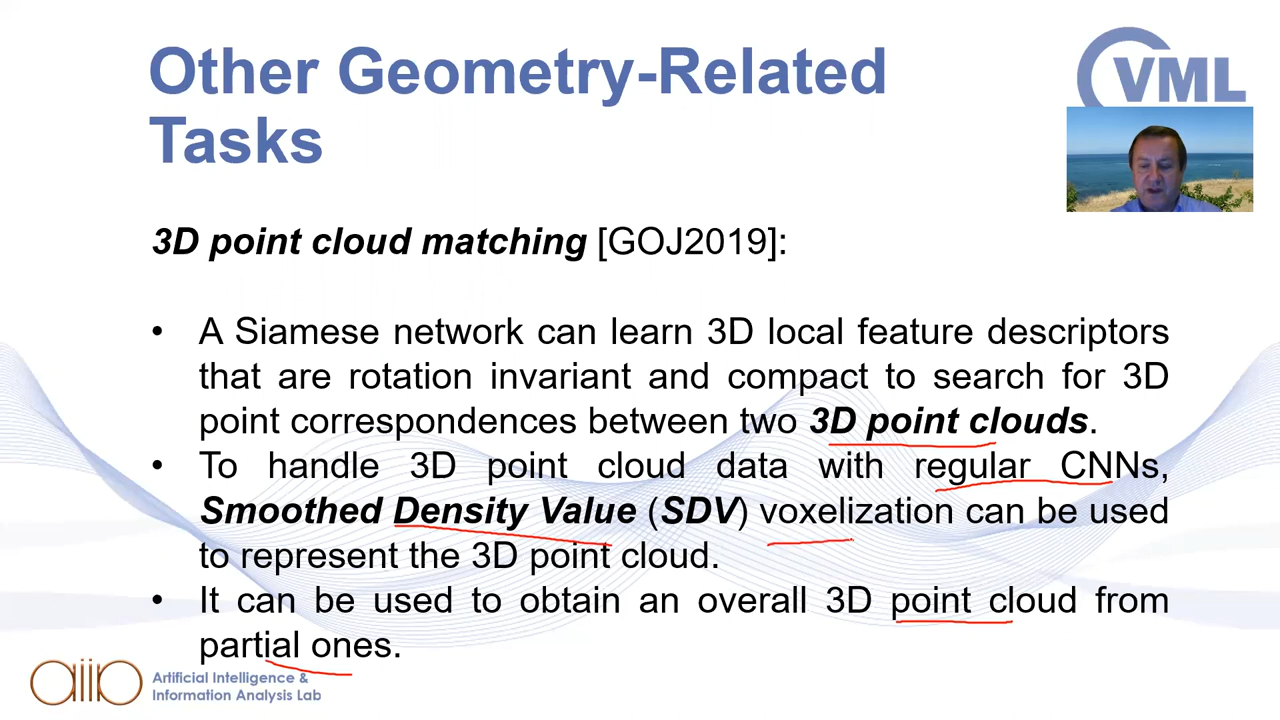 Other Geometry-Related
Tasks
VML
3D point cloud matching [GOJ2019]:
• A Siamese network can learn 3D local feature descriptors
that are rotation invariant and compact to search for 3D
point correspondences between two 3D point clouds.
• To handle 3D point cloud data with regular CNNs,
Smoothed Density Value (SDV) voxelization can be used
to represent the 3D point cloud.
• It can be used to obtain an overall 3D point cloud from
partial ones.
aiia
Artificial Intelligence &
Information Analysis Lab